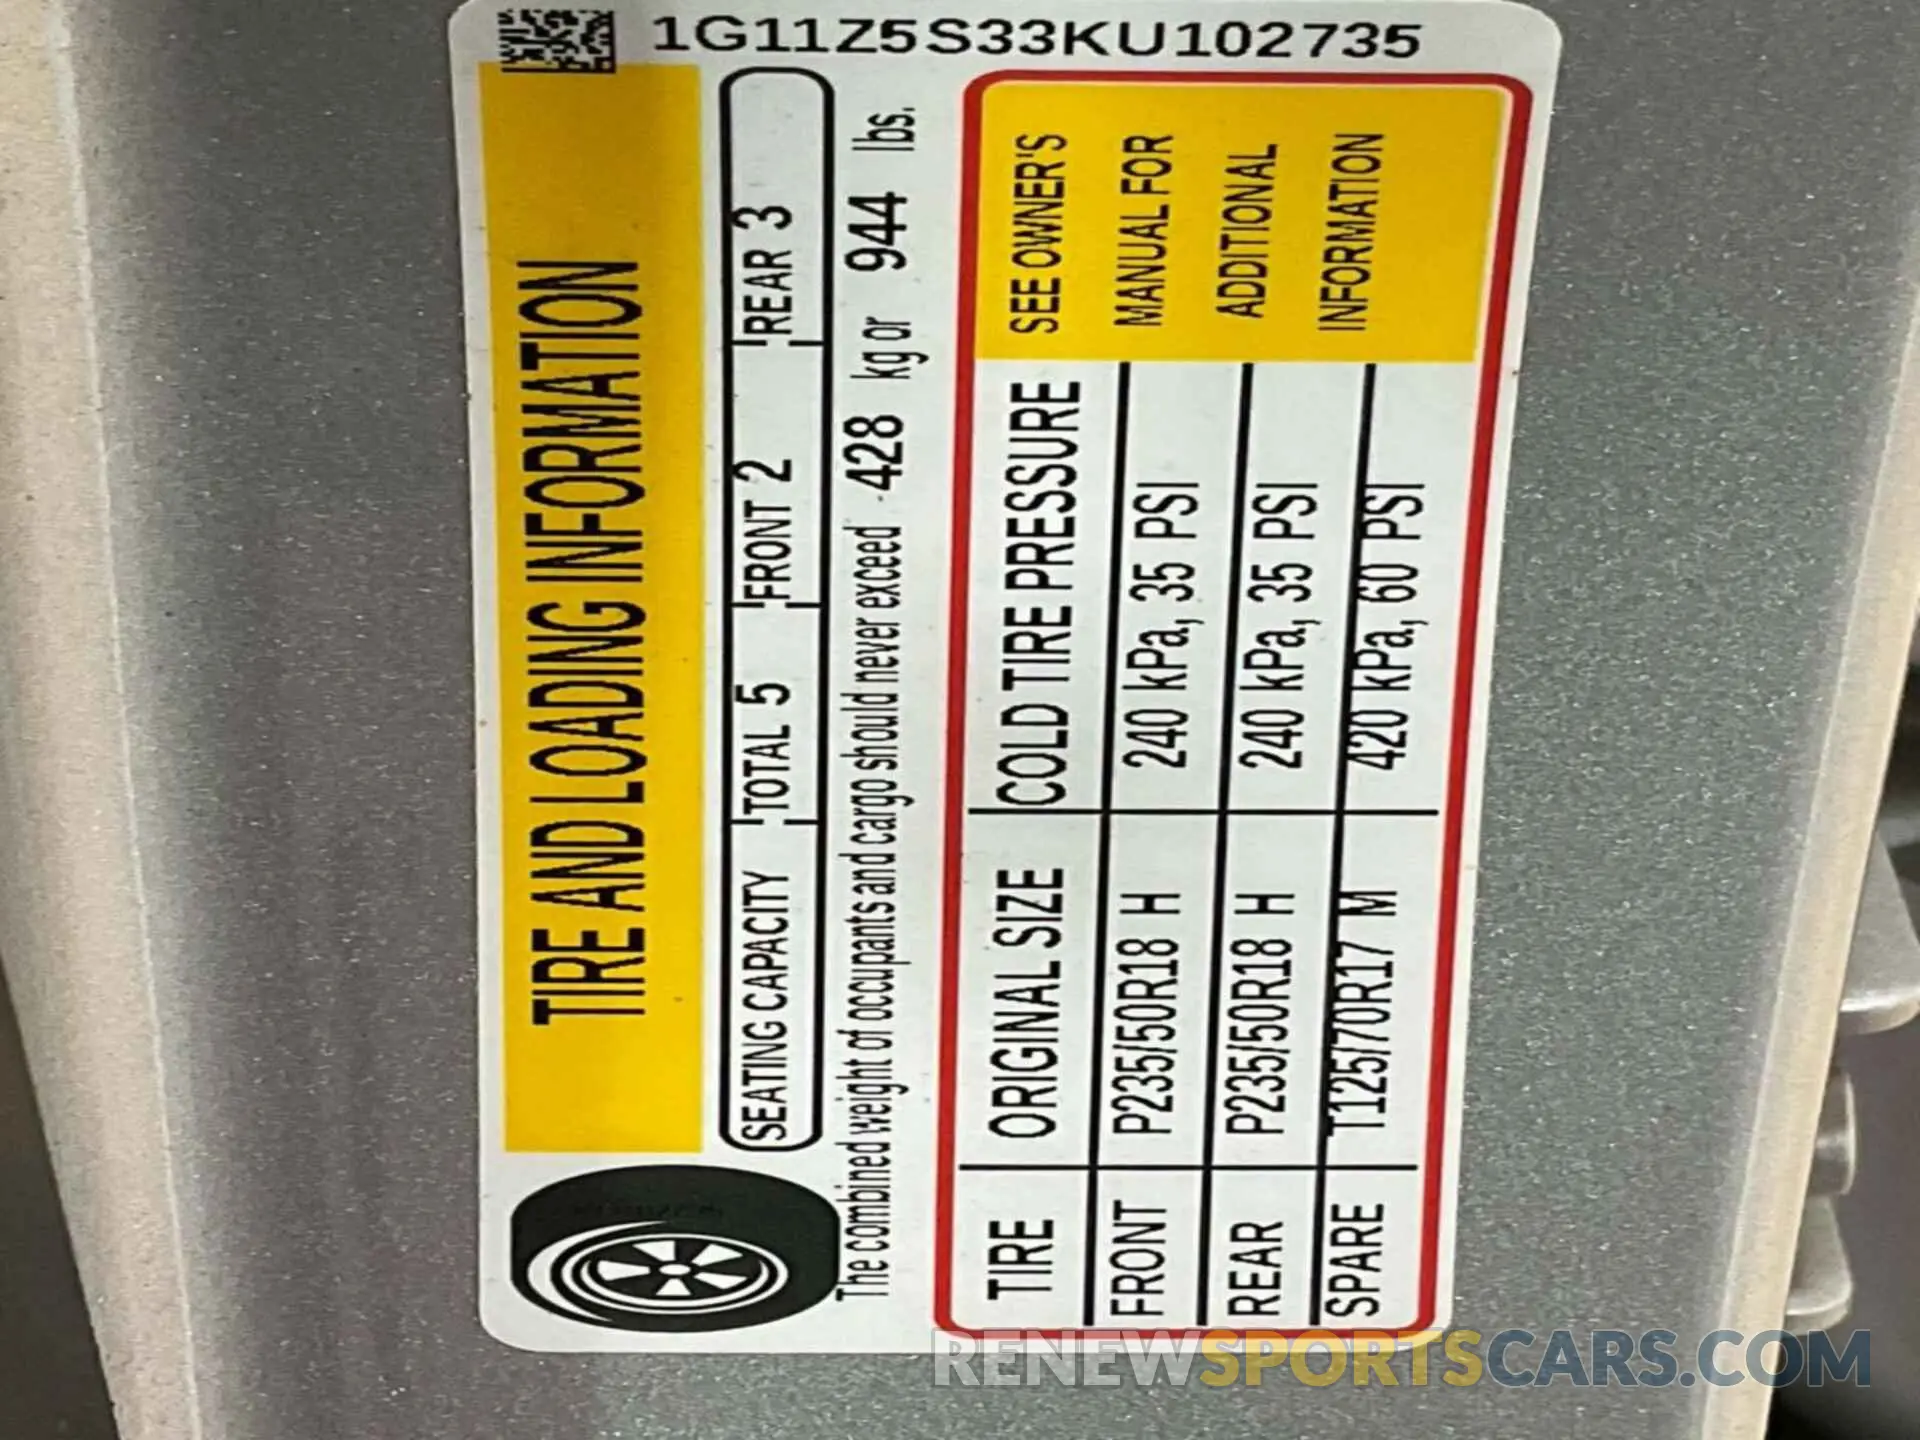 1G11Z5S33KU102735
TIRE AND LOADING INFORMATION
SEATING CAPACITY TOTAL 5 FRONT 2 REAR 3
The combined weight of occupants and cargo should never exceed 428 kg or 944 lbs.
TIRE ORIGINAL SIZE COLD TIRE PRESSURE
FRONT P235/50R18 H 240 kPa, 35 PSI
REAR P235/50R18 H 240 kPa, 35 PSI
SPARE T125/70R17 M 420 kPa, 60 PSI
SEE OWNER'S
MANUAL FOR
ADDITIONAL
INFORMATION
RENEWSPORTSCARS.COM